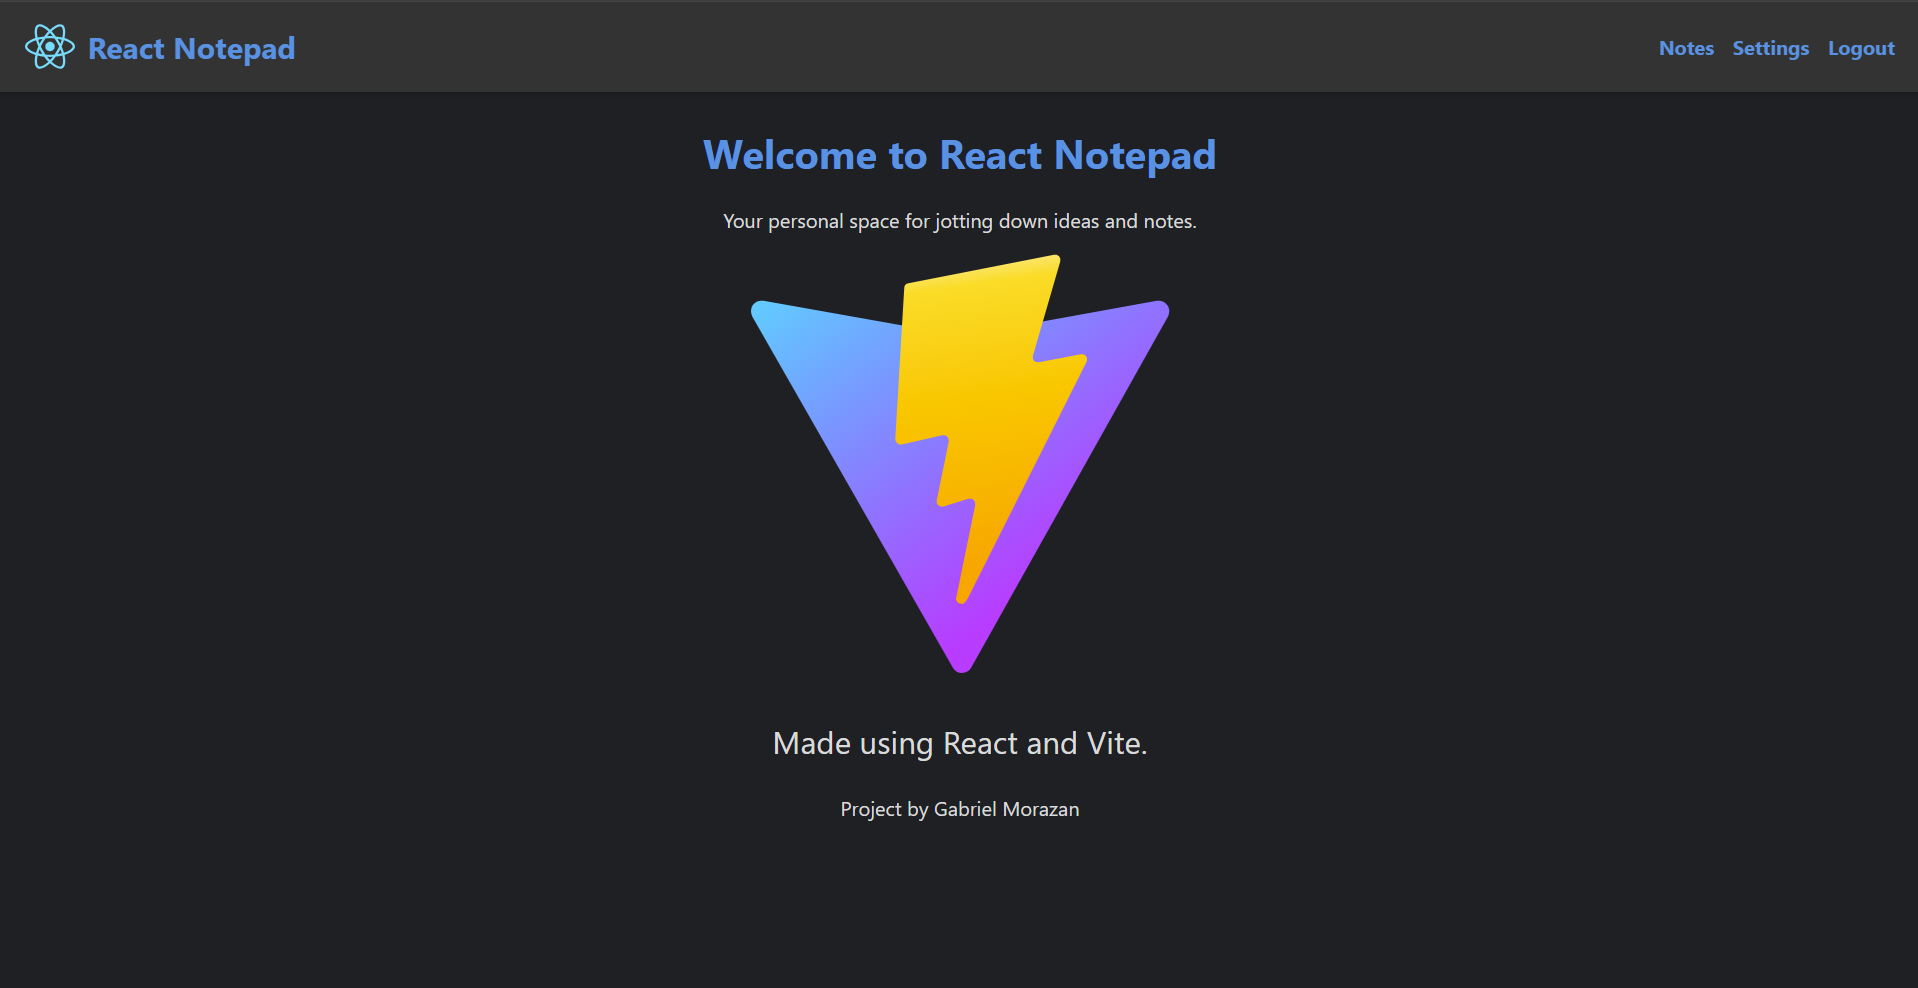 React Notepad
Notes Settings Logout
Welcome to React Notepad
Your personal space for jotting down ideas and notes.
Made using React and Vite.
Project by Gabriel Morazan